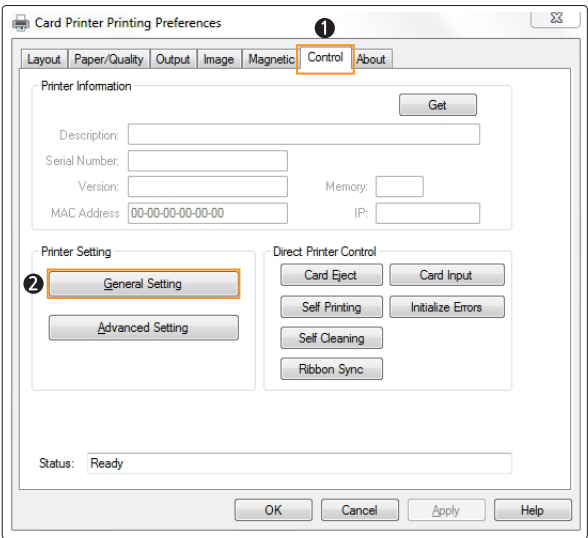 Card Printer Printing Preferences
1
Layout Paper/Quality Output Image Magnetic Control About
Printer Information
Get
Description:
Serial Number:
Version: Memory:
MAC Address 00-00-00-00-00-00 IP:
Printer Setting Direct Printer Control
2 General Setting Card Eject Card Input
Advanced Setting Self Printing Initialize Errors
Self Cleaning
Ribbon Sync
Status: Ready
OK Cancel Apply Help